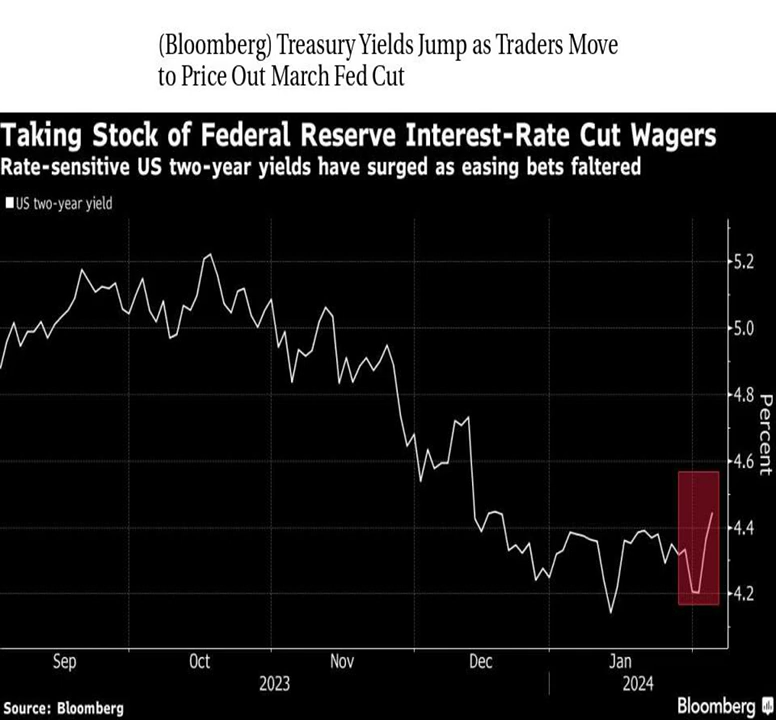 (Bloomberg) Treasury Yields Jump as Traders Move
to Price Out March Fed Cut
Taking Stock of Federal Reserve Interest-Rate Cut Wagers
Rate-sensitive US two-year yields have surged as easing bets faltered
US two-year yield
5.2
5.0
4.8
4.6
4.4
4.2
Percent
Sep Oct Nov Dec Jan
2023 2024
Source: Bloomberg
Bloomberg